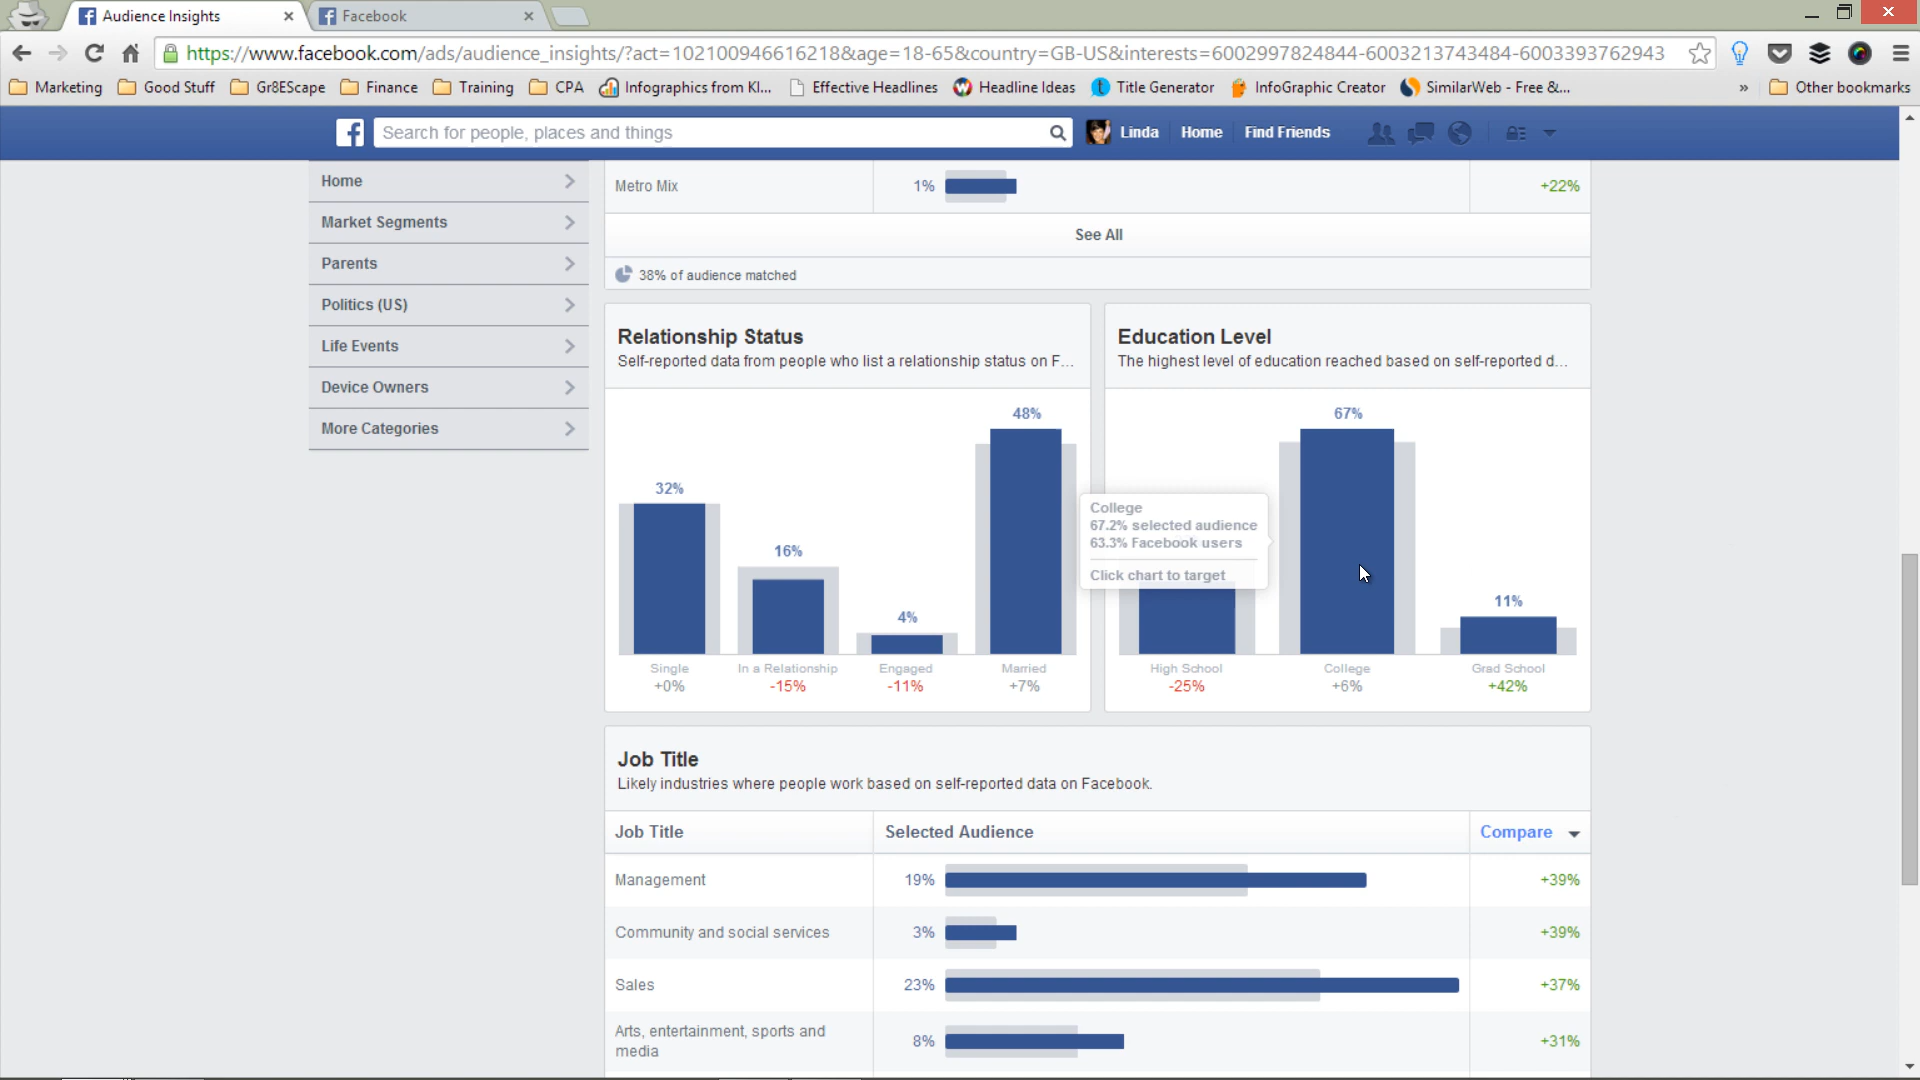 Audience Insights
Facebook
https://www.facebook.com/ads/audience_insights/?act=102100946616218&age=18-65&country=GB-US&interests=6002997824844-6003213743484-6003393762943
Marketing
Good Stuff
Gr8EScape
Finance
Training
CPA
Infographics from Kl...
Effective Headlines
Headline Ideas
Title Generator
InfoGraphic Creator
SimilarWeb - Free &...
»
Other bookmarks
Search for people, places and things
Linda
Home
Find Friends
Home
Market Segments
Parents
Politics (US)
Life Events
Device Owners
More Categories
Metro Mix 1% +22%
See All
38% of audience matched
Relationship Status
Self-reported data from people who list a relationship status on F...
48%
32%
16%
4%
Single In a Relationship Engaged Married
+0% -15% -11% +7%
Education Level
The highest level of education reached based on self-reported d...
67%
College
67.2% selected audience
63.3% Facebook users
Click chart to target
11%
High School College Grad School
-25% +6% +42%
Job Title
Likely industries where people work based on self-reported data on Facebook.
Job Title Selected Audience Compare
Management 19% +39%
Community and social services 3% +39%
Sales 23% +37%
Arts, entertainment, sports and
media 8% +31%